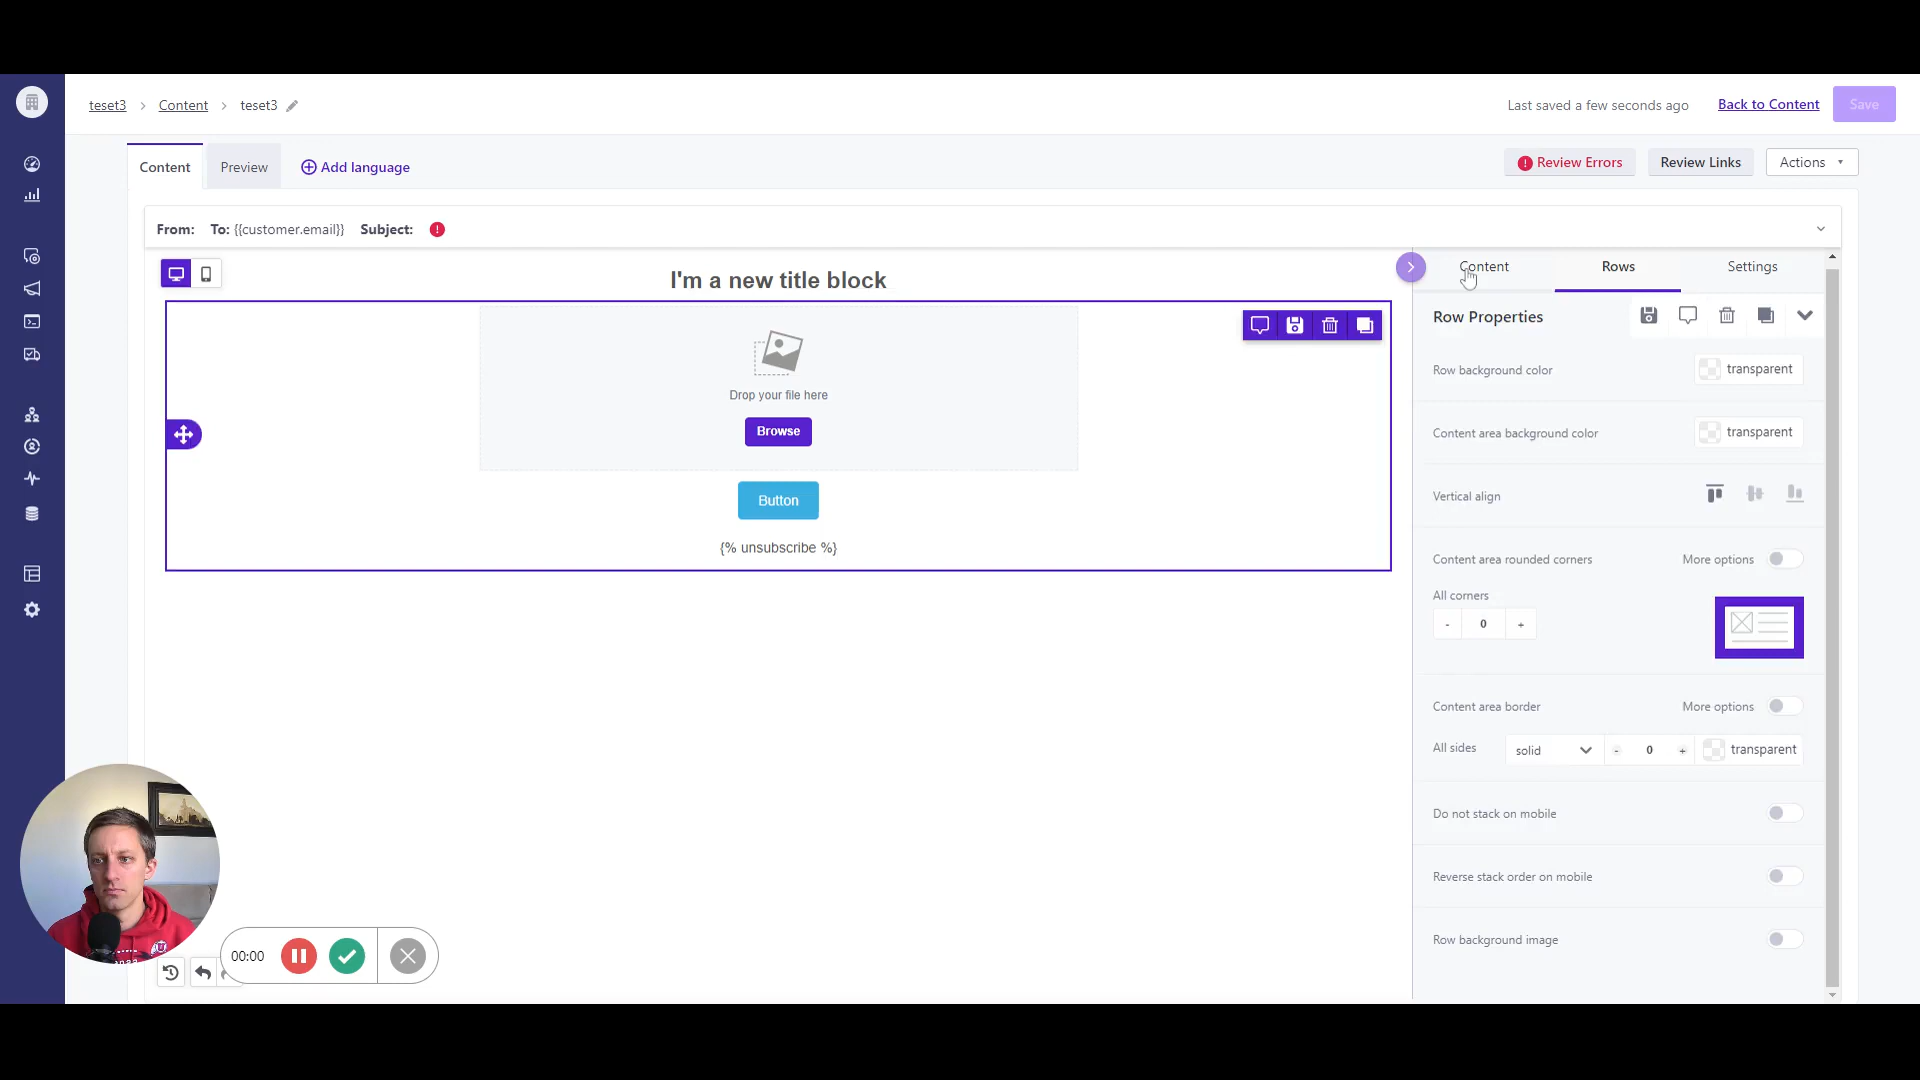 teset3 > Content > teset3
Last saved a few seconds ago
Back to Content
Save
Content
Preview
Add language
Review Errors
Review Links
Actions
From: To: {{customer.email}} Subject:
I'm a new title block
Drop your file here
Browse
Button
{% unsubscribe %}
Content
Rows
Settings
Row Properties
Row background color
transparent
Content area background color
transparent
Vertical align
Content area rounded corners
More options
All corners
- 0 +
Content area border
More options
All sides
solid
- 0 +
transparent
Do not stack on mobile
Reverse stack order on mobile
Row background image
00:00